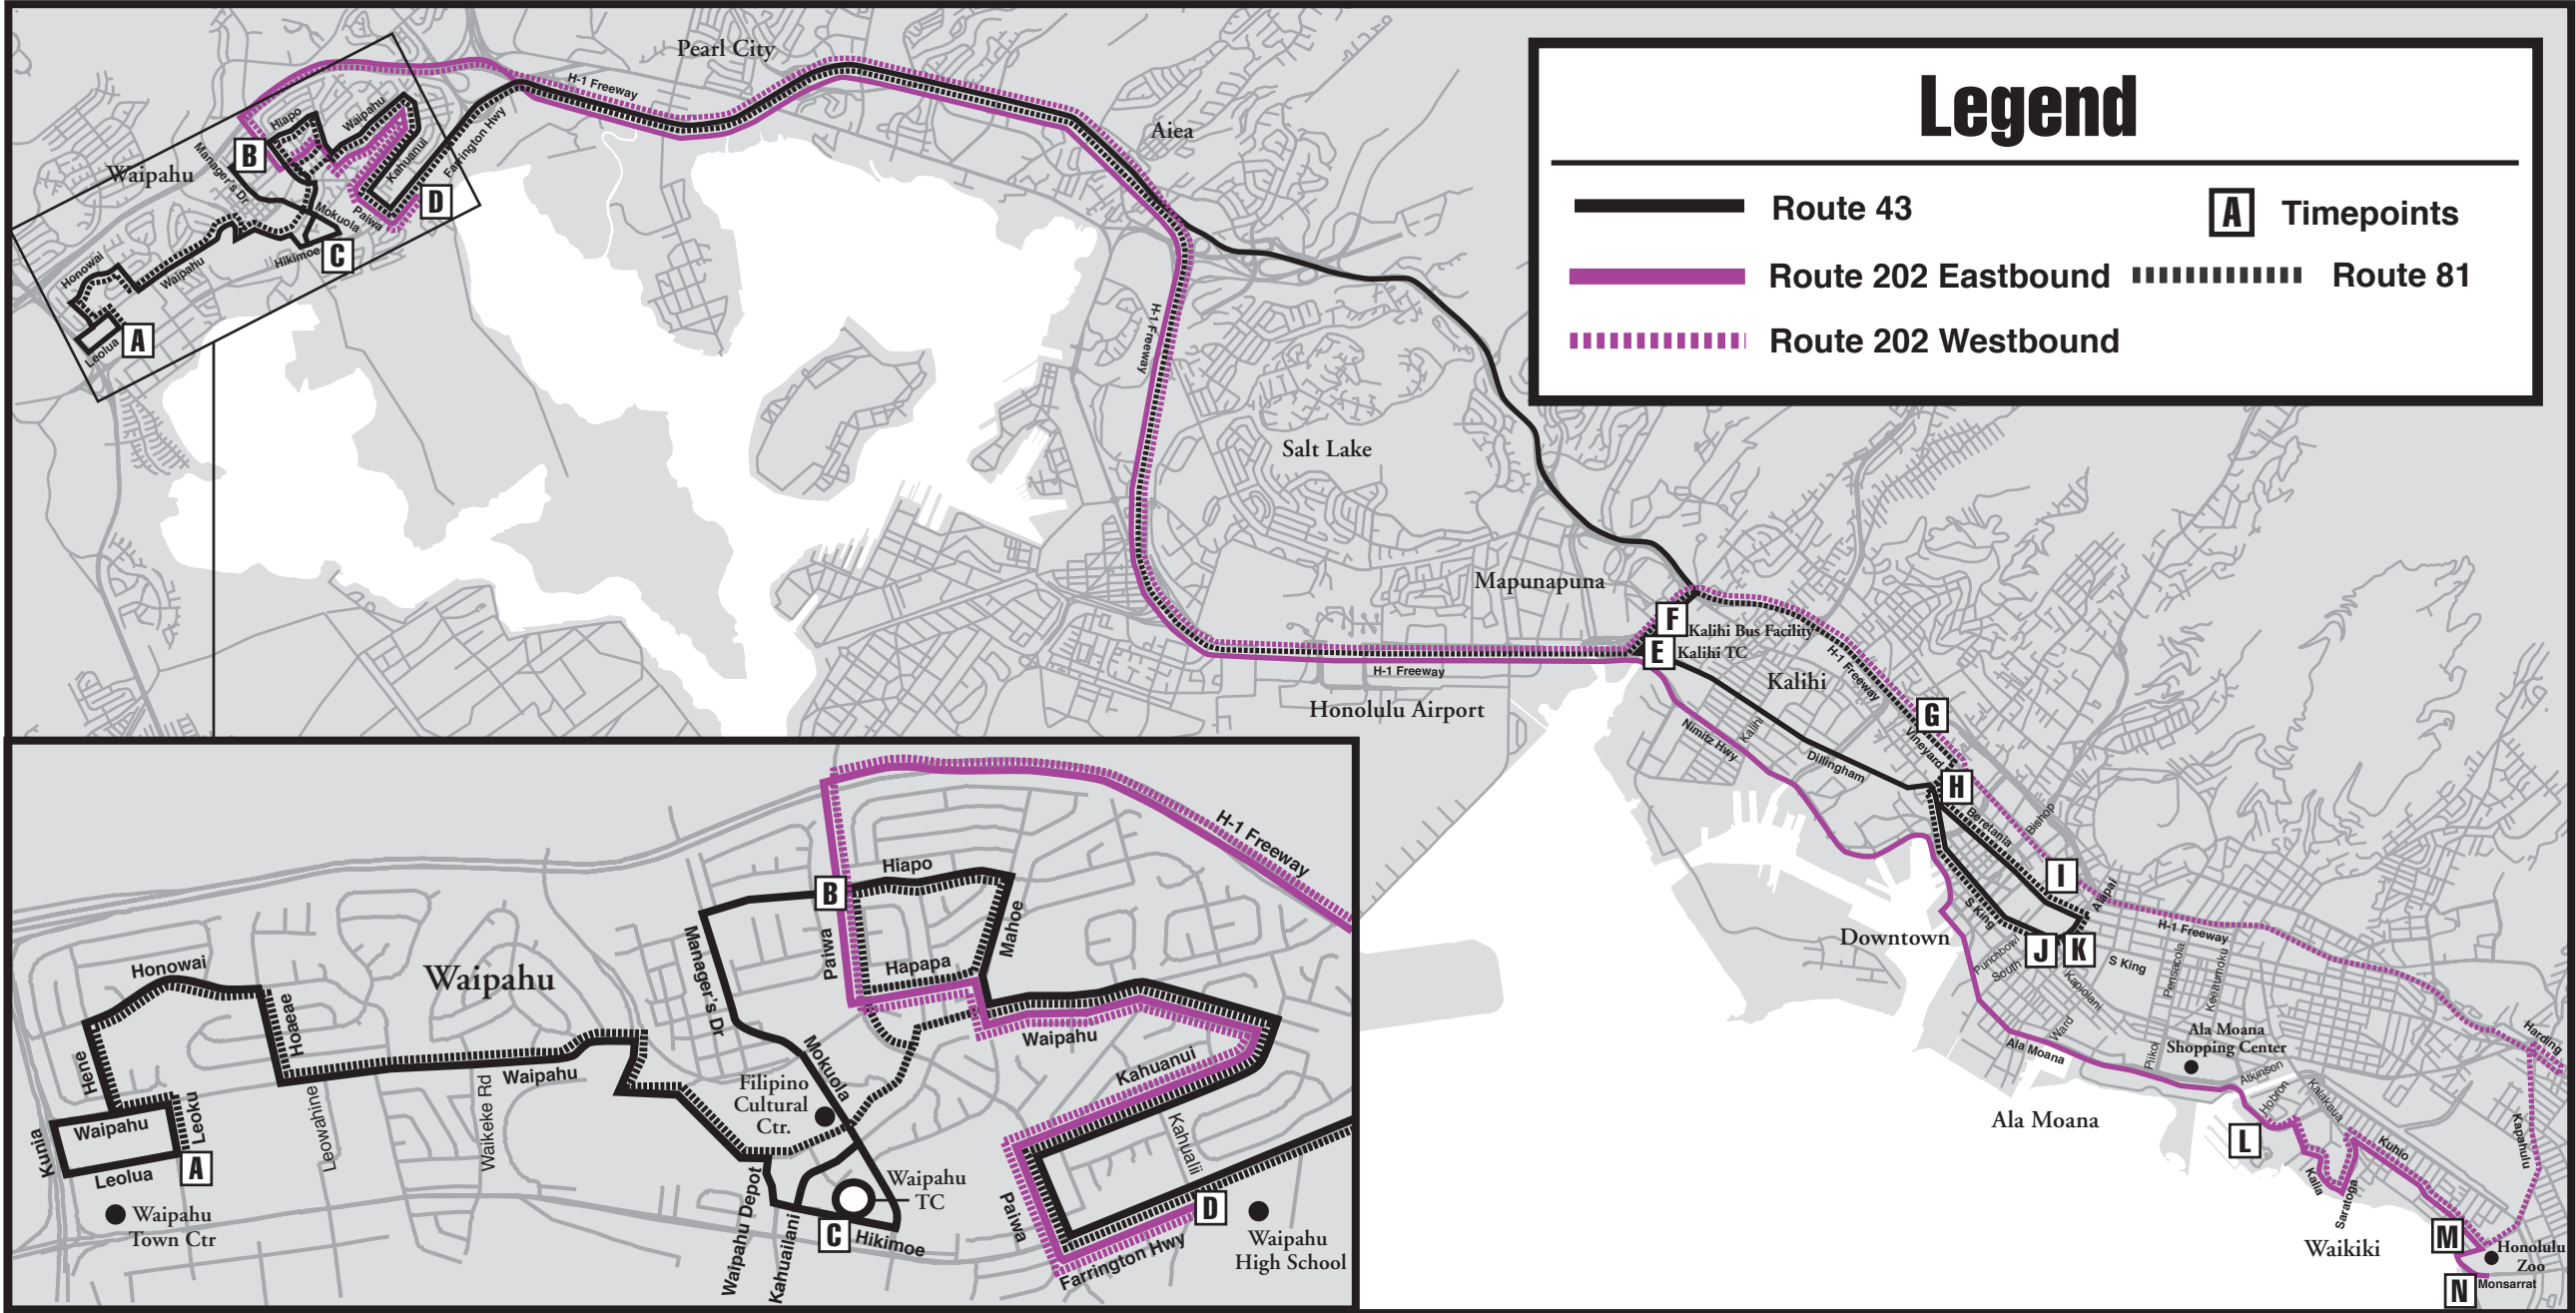 Legend
Route 43
A
Timepoints
Route 202 Eastbound
Route 81
Route 202 Westbound
Pearl City
H-1 Freeway
Aiea
Waipahu
Hiapo
Waipahu
Manager's Dr
B
Kahuanui
Farrington Hwy
D
Mokuola
Paiwa
Hikimoe
C
Honowai
Waipahu
Leolua
A
H-1 Freeway
Salt Lake
Mapunapuna
F
Kalihi Bus Facility
E
Kalihi TC
H-1 Freeway
Honolulu Airport
Kalihi
H-1 Freeway
Nimitz Hwy
Kalihi
Dillingham
G
Vineyard
H
Beretania
Bishop
I
Alapai
H-1 Freeway
S King
Downtown
Punchbowl
South
J
K
S King
Kapiolani
Pensacola
Keeaumoku
Ward
Ala Moana
Piikoi
Ala Moana
Shopping Center
Atkinson
Hobron
Kalakaua
Harding
Kapahulu
Ala Moana
L
Kalia
Saratoga
Kuhio
Waikiki
M
Honolulu
Zoo
N
Monsarrat
H-1 Freeway
Hiapo
B
Mahoe
Paiwa
Hapapa
Manager's Dr
Waipahu
Honowai
Hoaeae
Hene
Waipahu
Leoku
Kunia
Leolua
A
Waipahu
Town Ctr
Leowahine
Waikeke Rd
Waipahu
Mokuola
Filipino
Cultural
Ctr.
Waipahu
TC
Waipahu Depot
Kahuailani
C
Hikimoe
Waipahu
Kahuanui
Kahualii
Paiwa
Farrington Hwy
D
Waipahu
High School